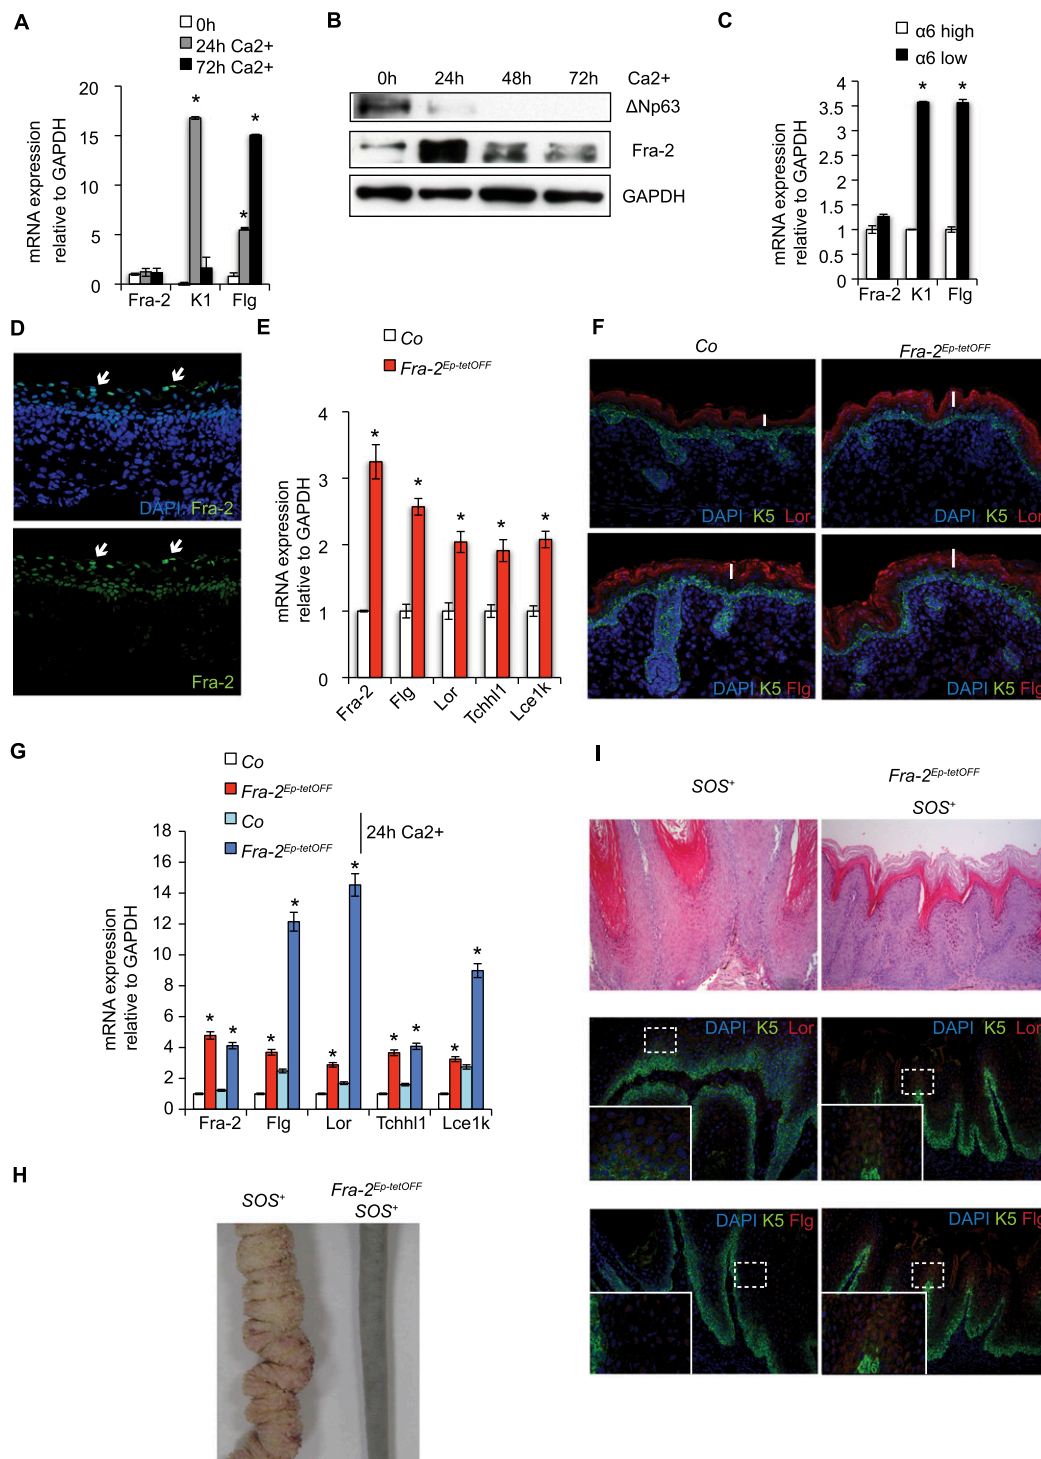 A
0h
24h Ca2+
72h Ca2+
mRNA expression
relative to GAPDH
20
15
10
5
0
Fra-2 K1 Flg
B
0h 24h 48h 72h Ca2+
ΔNp63
Fra-2
GAPDH
C
α6 high
α6 low
mRNA expression
relative to GAPDH
4
3.5
3
2.5
2
1.5
1
0.5
0
Fra-2 K1 Flg
* *
D
DAPI Fra-2
Fra-2
E
Co
Fra-2Ep-tetOFF
mRNA expression
relative to GAPDH
4
3
2
1
0
* * * * *
Fra-2 Flg Lor Tchhl1 Lce1k
F
Co Fra-2Ep-tetOFF
DAPI K5 Lor DAPI K5 Lor
DAPI K5 Flg DAPI K5 Flg
G
Co
Fra-2Ep-tetOFF
Co
Fra-2Ep-tetOFF
24h Ca2+
mRNA expression
relative to GAPDH
18
16
14
12
10
8
6
4
2
0
Fra-2 Flg Lor Tchhl1 Lce1k
H
SOS+ Fra-2Ep-tetOFF
SOS+
I
SOS+ Fra-2Ep-tetOFF
SOS+
DAPI K5 Lor DAPI K5 Lor
DAPI K5 Flg DAPI K5 Flg